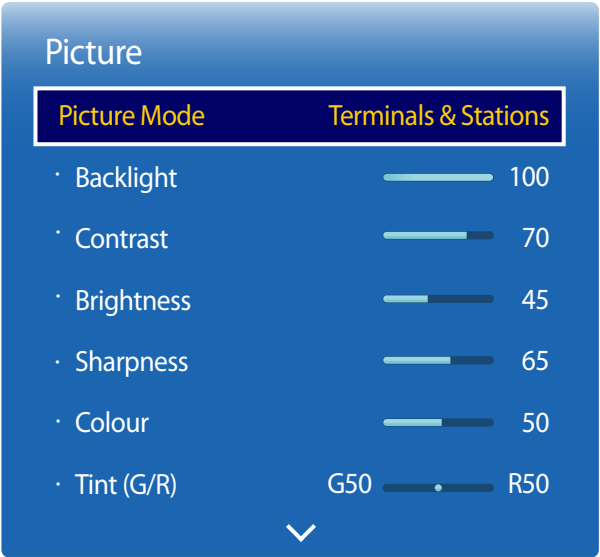 Picture
Picture Mode Terminals & Stations
· Backlight 100
· Contrast 70
· Brightness 45
· Sharpness 65
· Colour 50
· Tint (G/R) G50 R50